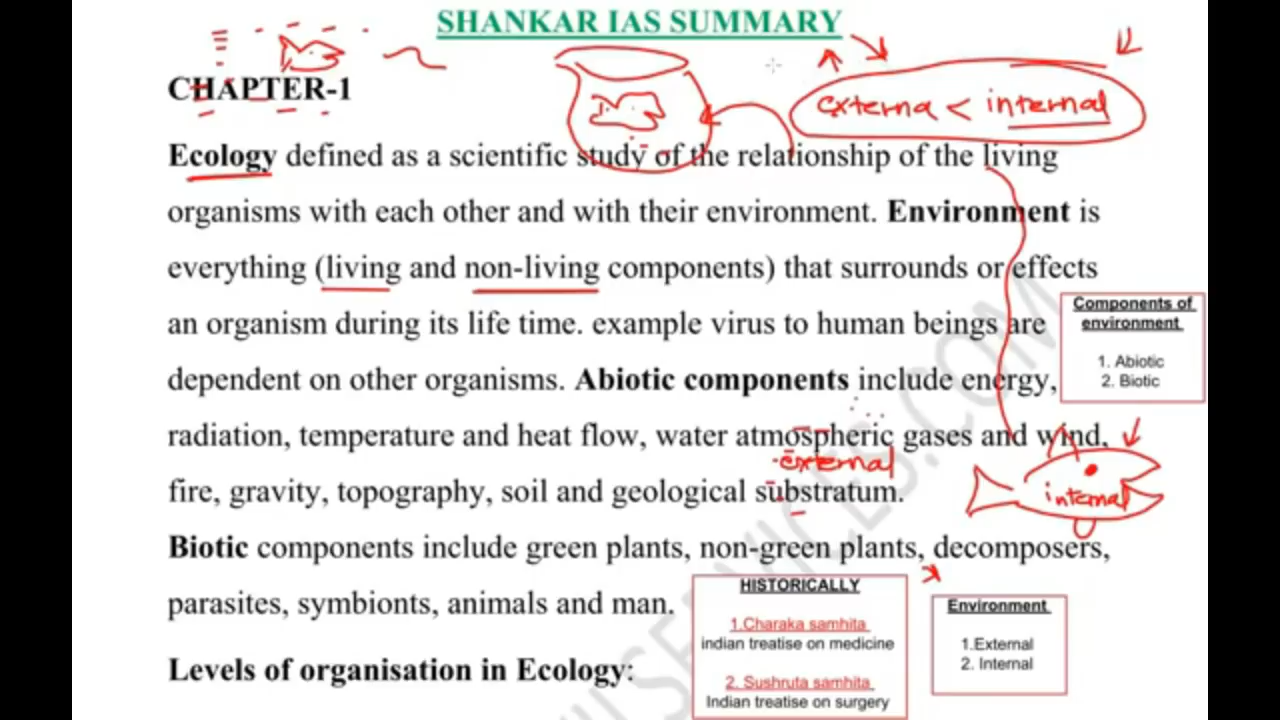 SHANKAR IAS SUMMARY
CHAPTER-1
externa < internal
Ecology defined as a scientific study of the relationship of the living
organisms with each other and with their environment. Environment is
everything (living and non-living components) that surrounds or effects
an organism during its life time. example virus to human beings are
dependent on other organisms. Abiotic components include energy,
radiation, temperature and heat flow, water atmospheric gases and wind,
external
fire, gravity, topography, soil and geological substratum.
internal
Biotic components include green plants, non-green plants, decomposers,
parasites, symbionts, animals and man.
Levels of organisation in Ecology:
Components of
environment
1. Abiotic
2. Biotic
HISTORICALLY
1.Charaka samhita
indian treatise on medicine
2. Sushruta samhita
Indian treatise on surgery
Environment
1.External
2. Internal